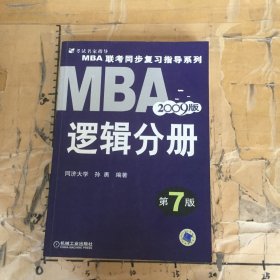 考试名家指导
MBA联考同步复习指导系列
MBA
2009版
逻辑分册
同济大学 孙勇 编著
第7版
机械工业出版社